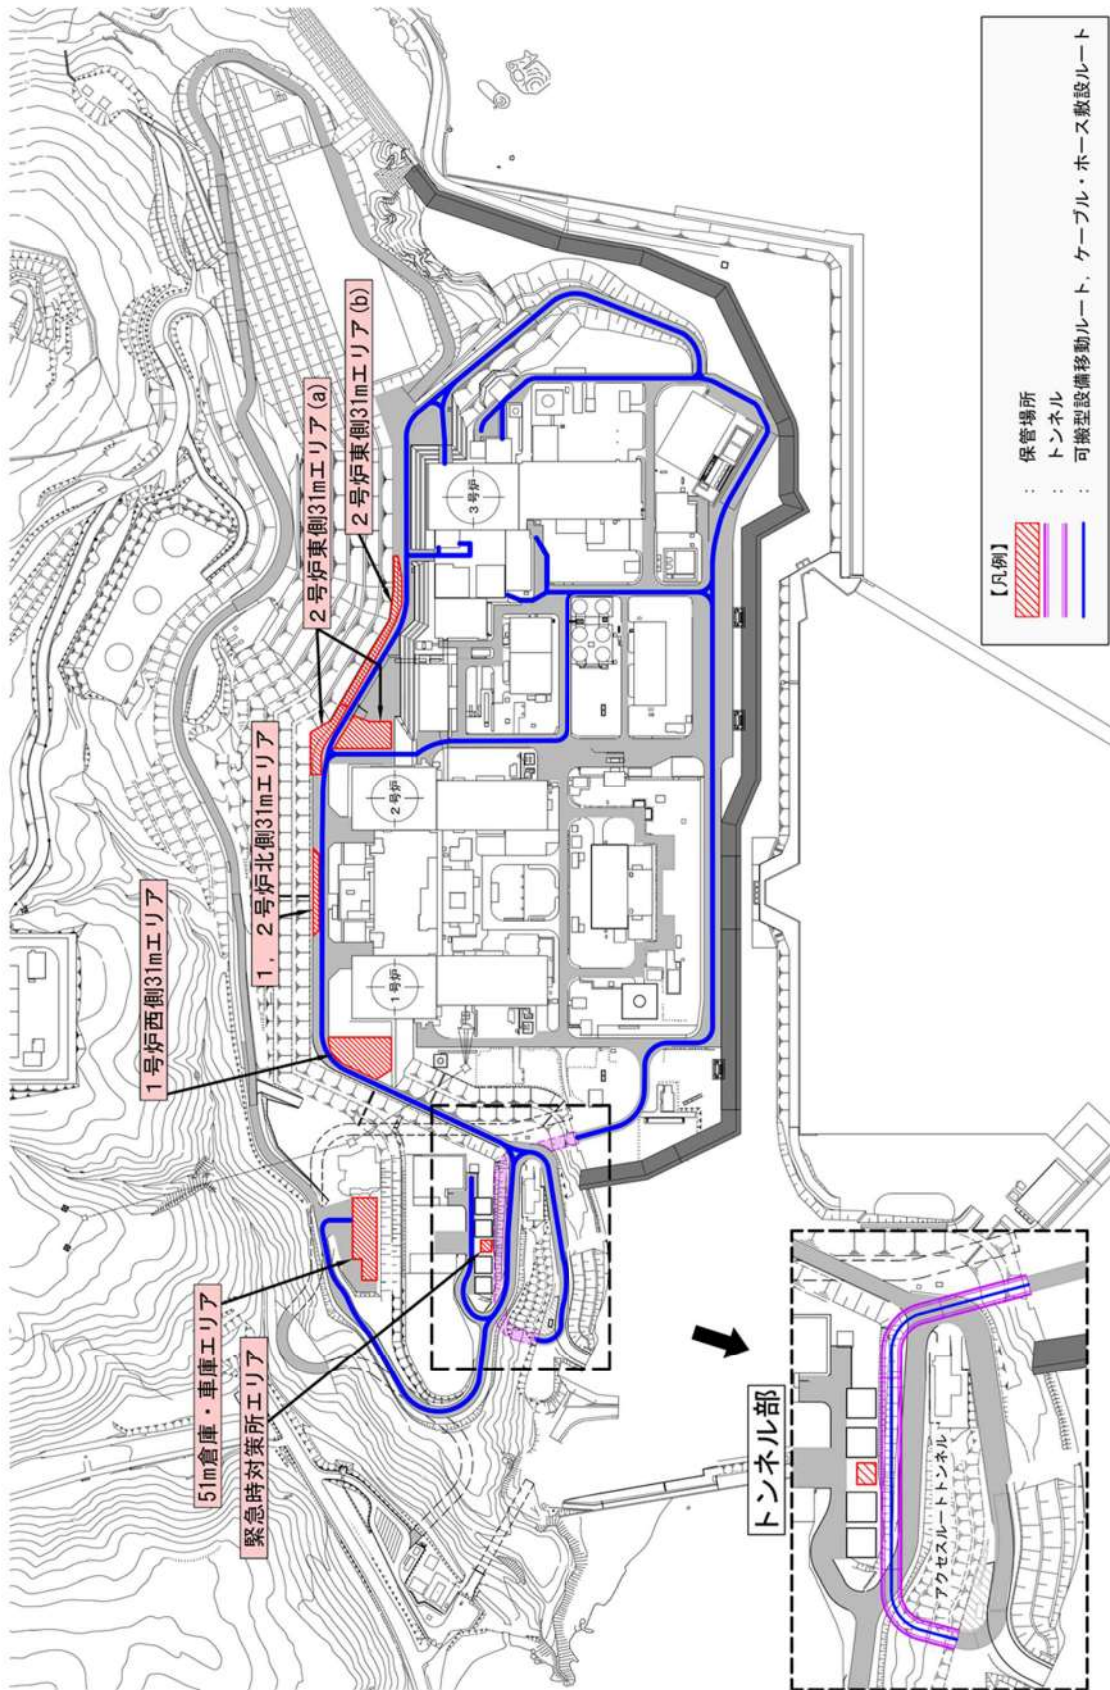 51m倉庫・車庫エリア
緊急時対策所エリア
1号炉西側31mエリア
1,2号炉北側31mエリア
2号炉東側31mエリア(a)
2号炉東側31mエリア(b)
1号炉
2号炉
3号炉
トンネル部
アクセスルートトンネル
【凡例】
: 保管場所
: トンネル
: 可搬型設備移動ルート,ケーブル・ホース敷設ルート